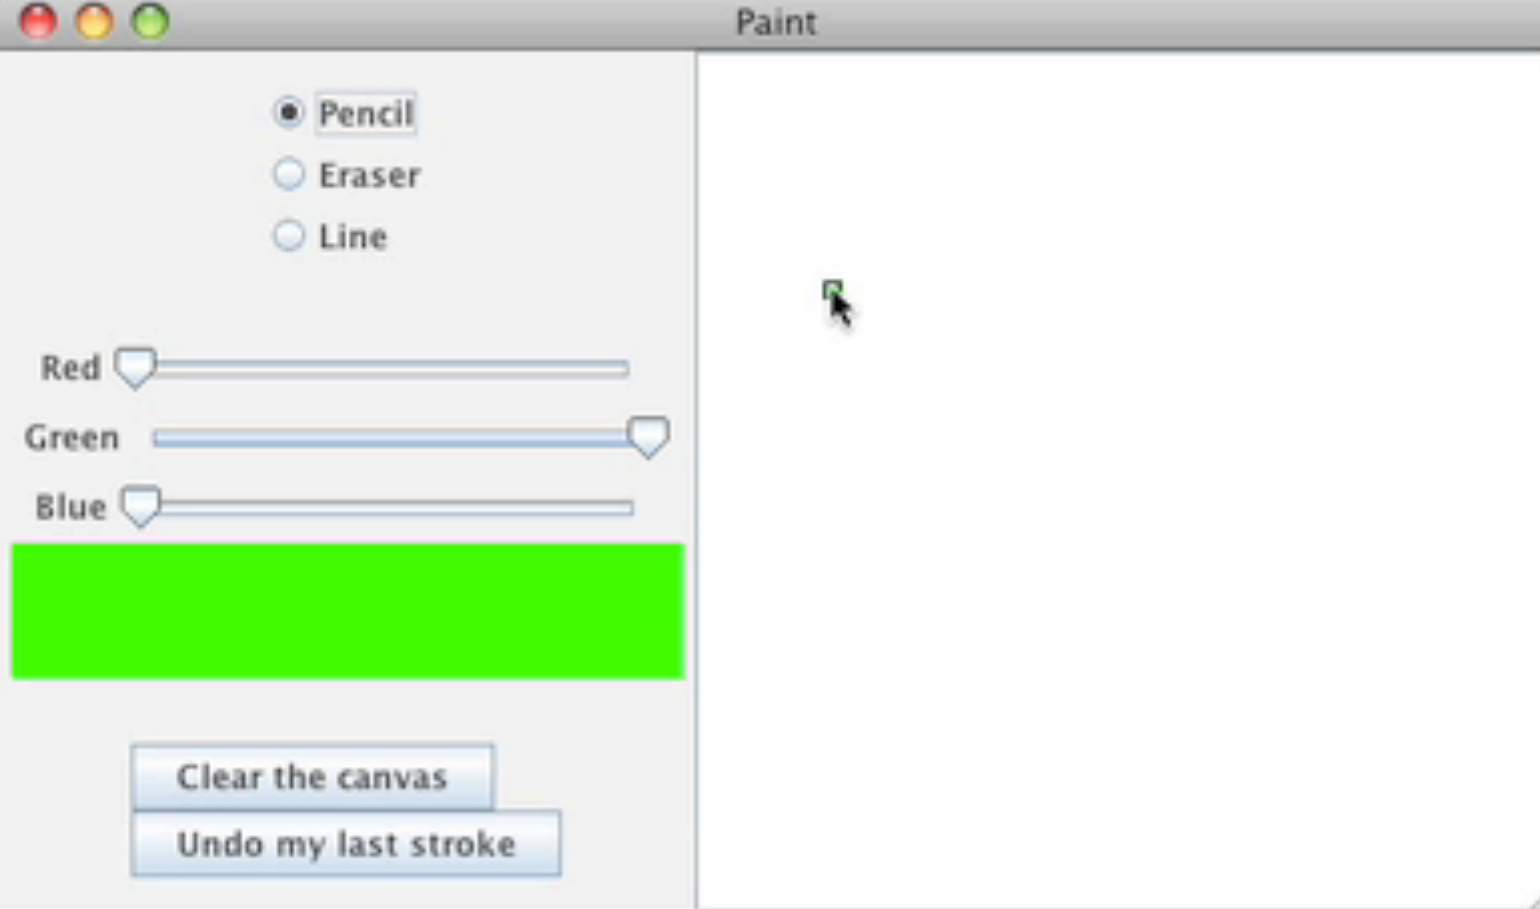 Paint
Pencil
Eraser
Line
Red
Green
Blue
Clear the canvas
Undo my last stroke